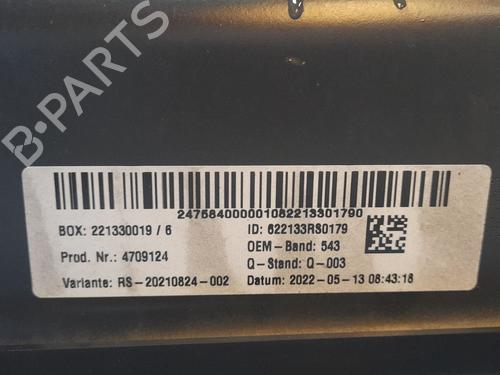 B-PARTS
247564000001082213301790
BOX: 221330019 / 6
ID: 622133RS0179
OEM-Band: 543
Prod. Nr.: 4709124
Q-Stand: Q-003
Variante: RS-20210824-002
Datum: 2022-05-13 08:43:18